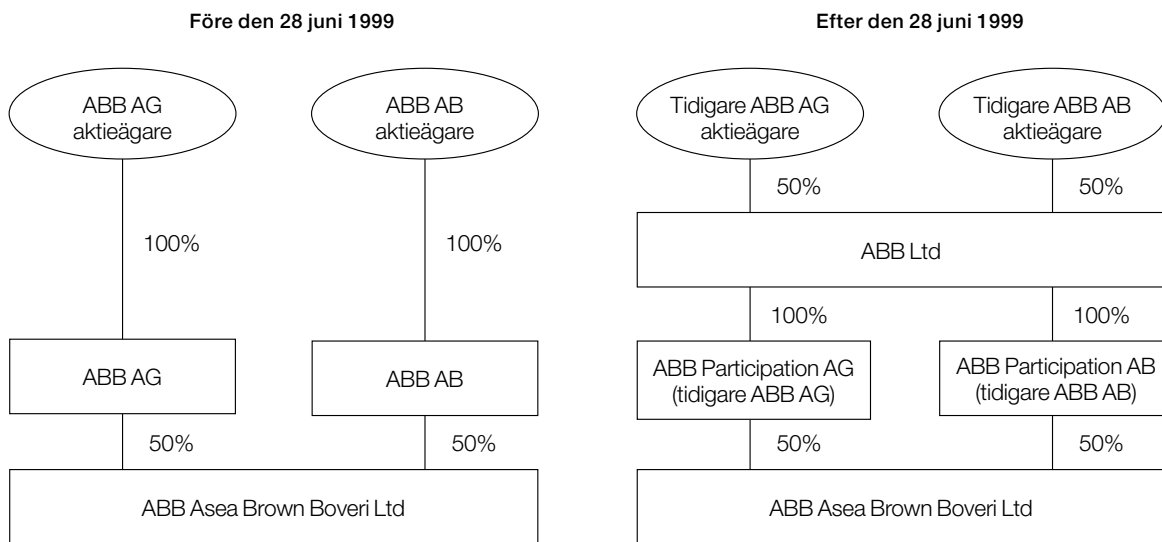 Före den 28 juni 1999
ABB AG
aktieägare
ABB AB
aktieägare
100%
100%
ABB AG
ABB AB
50%
50%
ABB Asea Brown Boveri Ltd
Efter den 28 juni 1999
Tidigare ABB AG
aktieägare
Tidigare ABB AB
aktieägare
50%
50%
ABB Ltd
100%
100%
ABB Participation AG
(tidigare ABB AG)
ABB Participation AB
(tidigare ABB AB)
50%
50%
ABB Asea Brown Boveri Ltd